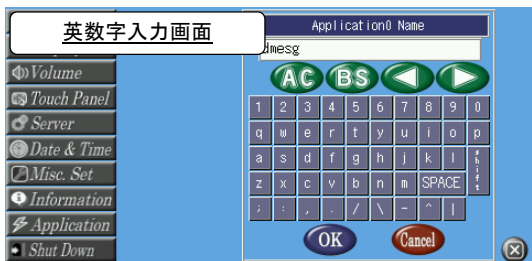 英数字入力画面
Volume
Touch Panel
Server
Date & Time
Misc. Set
Information
Application
Shut Down
Application0 Name
dmesg
AC BS
1 2 3 4 5 6 7 8 9 0
q w e r t y u i o p
a s d f g h j k l shift
z x c v b n m SPACE
; : , . / \ - ^ |
OK Cancel